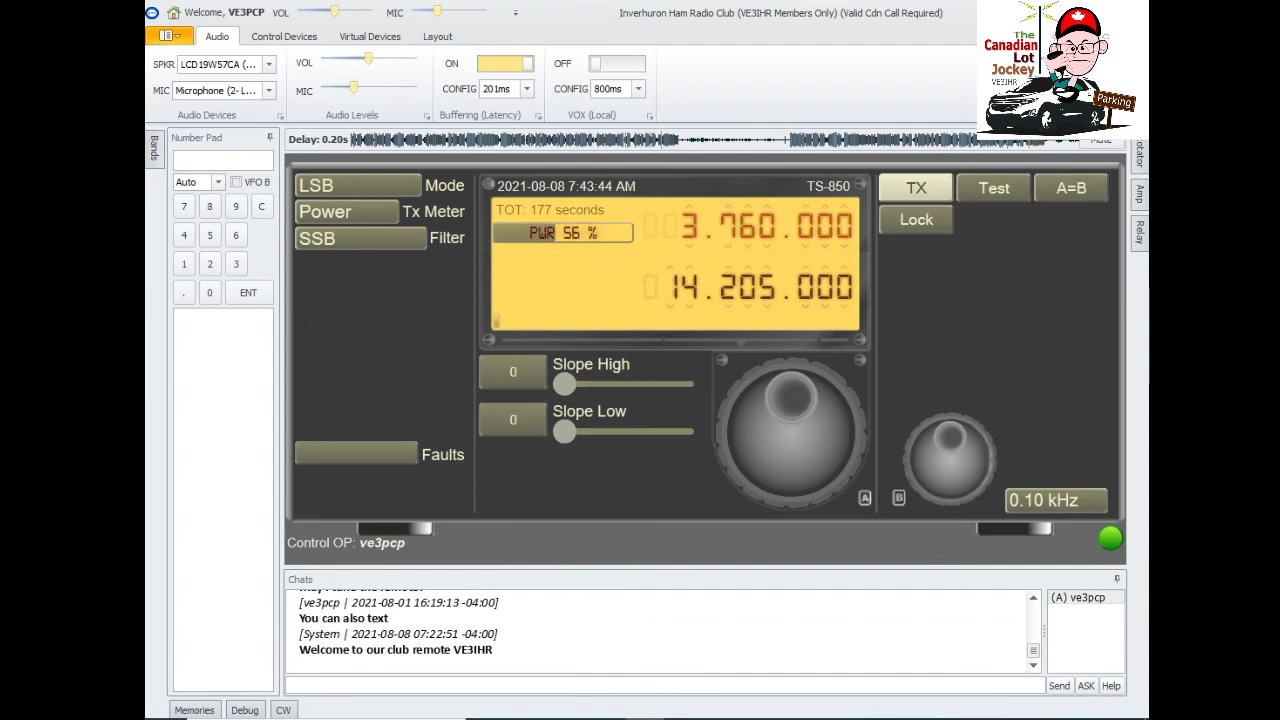 Welcome, VE3PCP VOL MIC
Inverhuron Ham Radio Club (VE3IHR Members Only) (Valid Cdn Call Required)
Audio Control Devices Virtual Devices Layout
SPKR LCD19W57CA (...
MIC Microphone (2- L...
Audio Devices
VOL
MIC
Audio Levels
ON
CONFIG 201ms
Buffering (Latency)
OFF
CONFIG 800ms
VOX (Local)
The
Canadian
Lot
Jockey
VE3IHR
Parking
Bands
Number Pad
Auto VFO B
7 8 9 C
4 5 6
1 2 3
. 0 ENT
Delay: 0.20s
Mute
LSB Mode
Power Tx Meter
SSB Filter
Faults
2021-08-08 7:43:44 AM TS-850
TOT: 177 seconds
PWR 56 %
3.760.000
14.205.000
0 Slope High
0 Slope Low
A
B
TX Test A=B
Lock
0.10 kHz
otator
Amp
Relay
Control OP: ve3pcp
Chats
[ve3pcp | 2021-08-01 16:19:13 -04:00]
You can also text
[System | 2021-08-08 07:22:51 -04:00]
Welcome to our club remote VE3IHR
(A) ve3pcp
Send ASK Help
Memories Debug CW